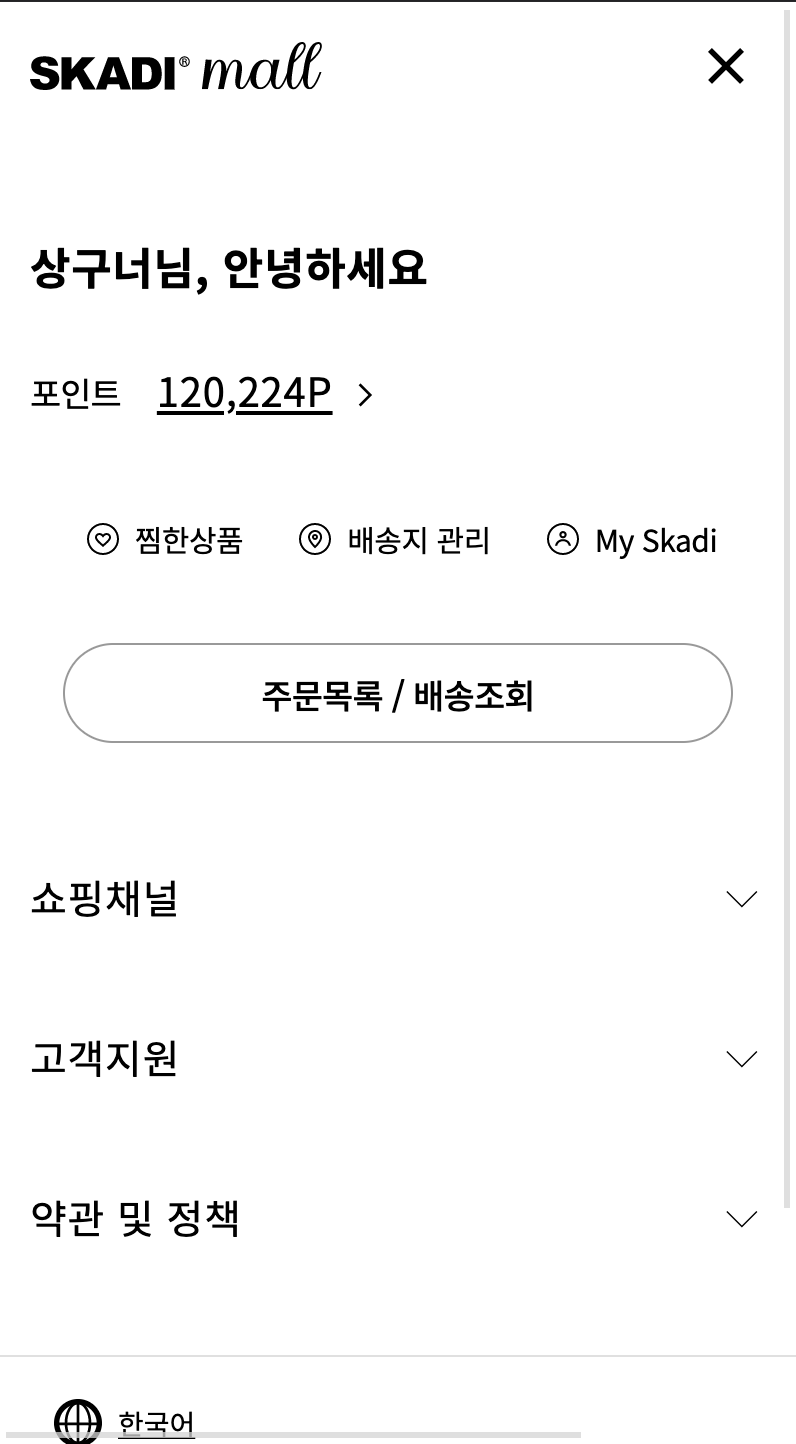 SKADI® mall
상구너님, 안녕하세요
포인트 120,224P
찜한상품 배송지 관리 My Skadi
주문목록 / 배송조회
쇼핑채널
고객지원
약관 및 정책
한국어